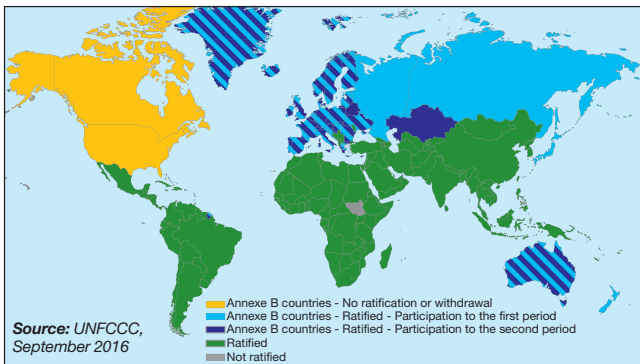 Annexe B countries - No ratification or withdrawal
Annexe B countries - Ratified - Participation to the first period
Annexe B countries - Ratified - Participation to the second period
Ratified
Not ratified
Source: UNFCCC,
September 2016